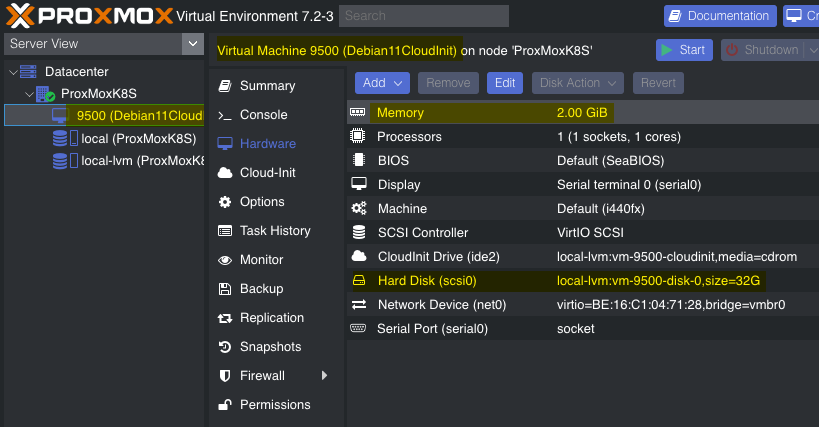 PROXMOX Virtual Environment 7.2-3 Search Documentation Cr
Server View Virtual Machine 9500 (Debian11CloudInit) on node 'ProxMoxK8S' Start Shutdown
Datacenter
ProxMoxK8S
9500 (Debian11Cloud
local (ProxMoxK8S)
local-lvm (ProxMoxK8
Summary
Console
Hardware
Cloud-Init
Options
Task History
Monitor
Backup
Replication
Snapshots
Firewall
Permissions
Add Remove Edit Disk Action Revert
Memory 2.00 GiB
Processors 1 (1 sockets, 1 cores)
BIOS Default (SeaBIOS)
Display Serial terminal 0 (serial0)
Machine Default (i440fx)
SCSI Controller VirtIO SCSI
CloudInit Drive (ide2) local-lvm:vm-9500-cloudinit,media=cdrom
Hard Disk (scsi0) local-lvm:vm-9500-disk-0,size=32G
Network Device (net0) virtio=BE:16:C1:04:71:28,bridge=vmbr0
Serial Port (serial0) socket